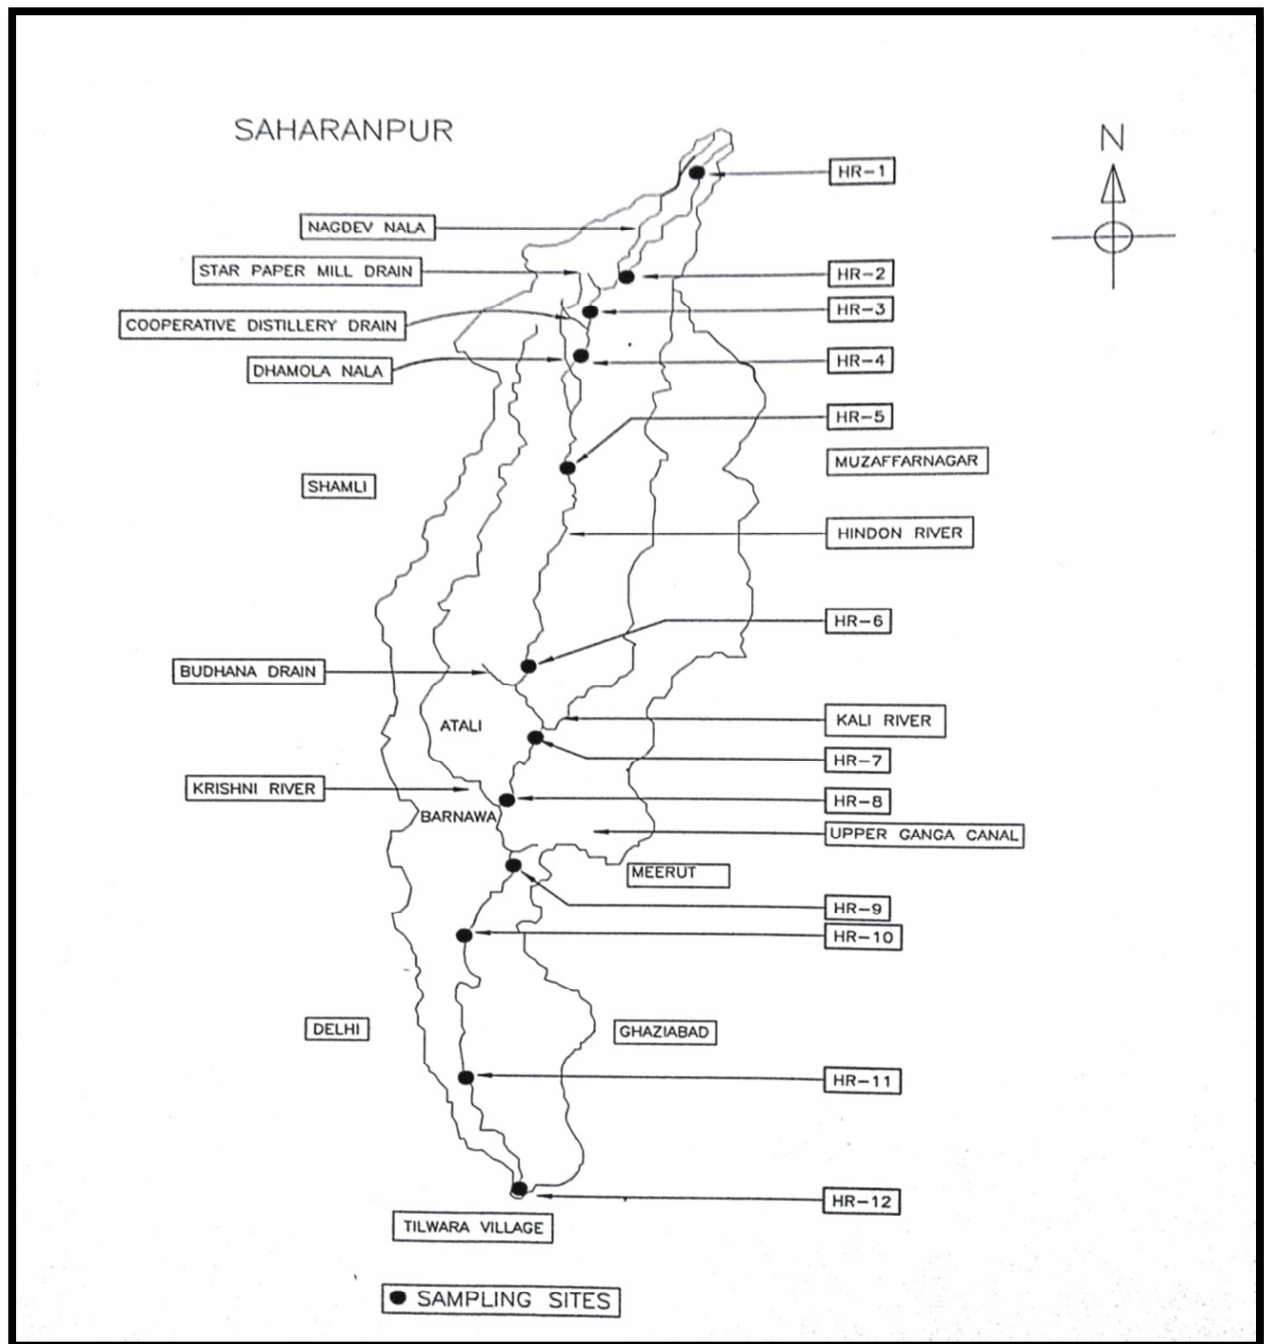 SAHARANPUR
N
HR-1
NAGDEV NALA
STAR PAPER MILL DRAIN
HR-2
HR-3
COOPERATIVE DISTILLERY DRAIN
HR-4
DHAMOLA NALA
HR-5
MUZAFFARNAGAR
SHAMLI
HINDON RIVER
HR-6
BUDHANA DRAIN
ATALI
KALI RIVER
HR-7
KRISHNI RIVER
HR-8
BARNAWA
UPPER GANGA CANAL
MEERUT
HR-9
HR-10
DELHI
GHAZIABAD
HR-11
HR-12
TILWARA VILLAGE
SAMPLING SITES